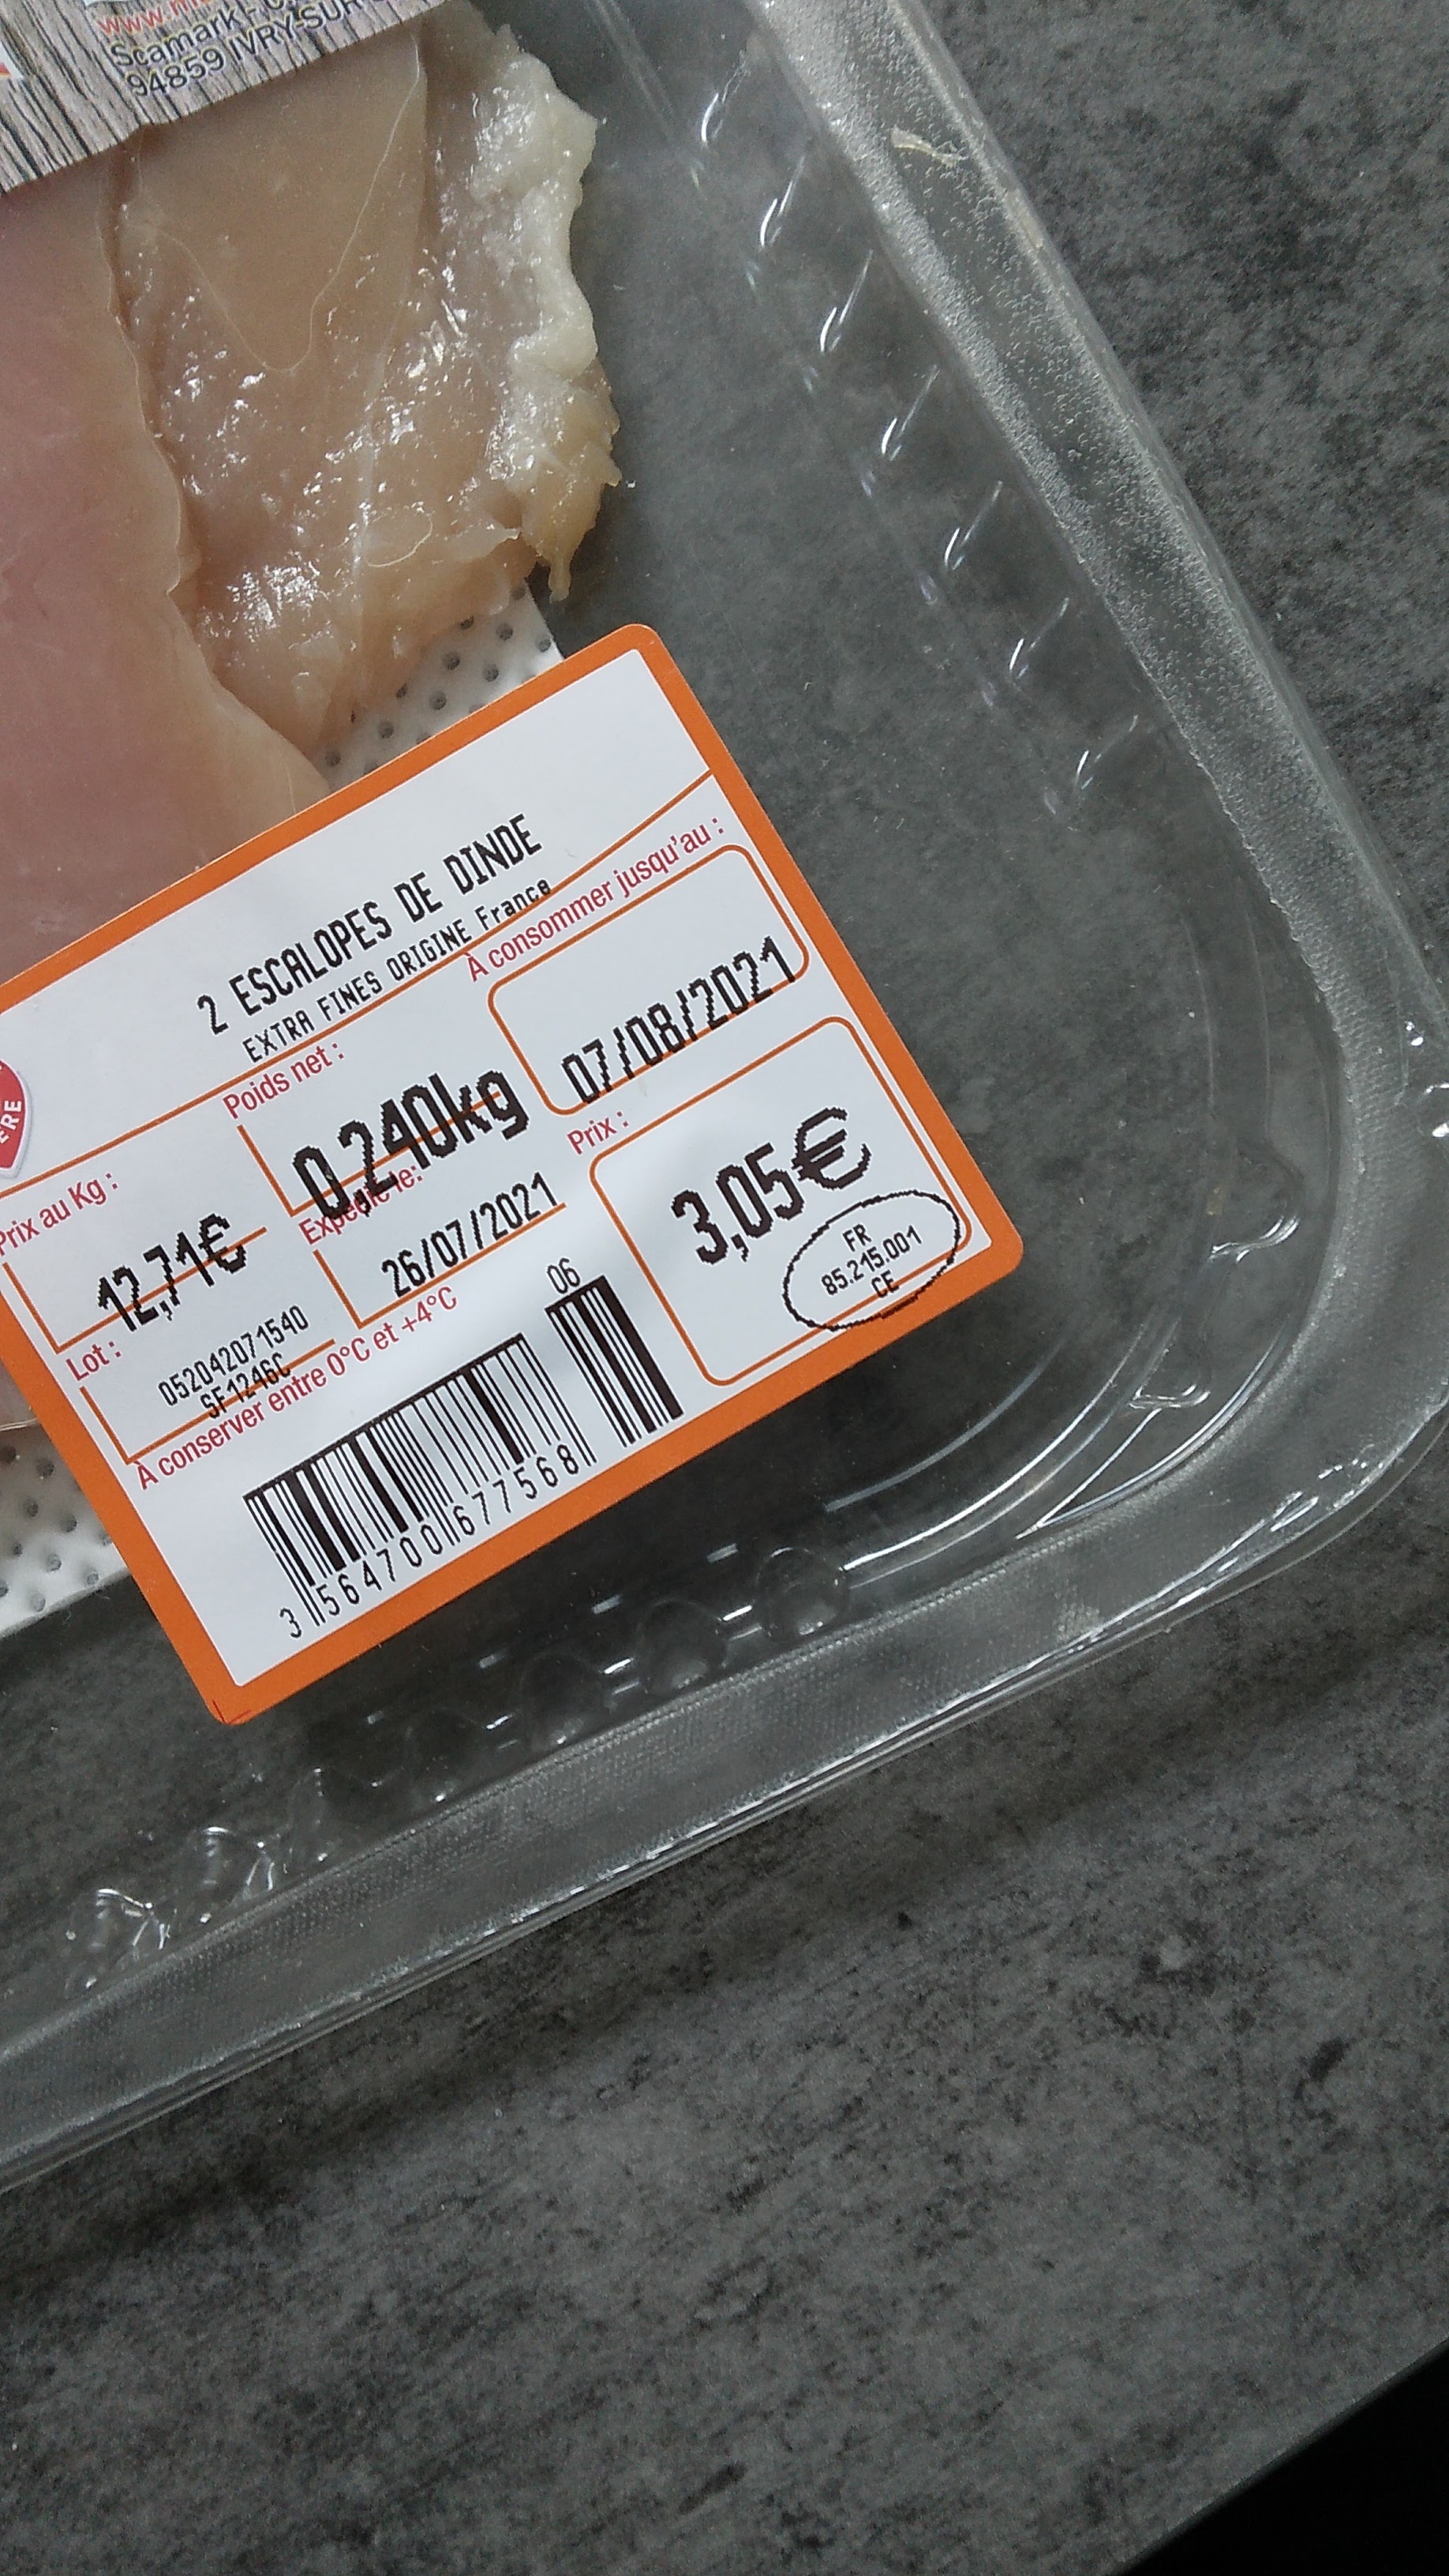 Scamark - C
94859 IVRY-SUR-
2 ESCALOPES DE DINDE
EXTRA FINES ORIGINE France
À consommer jusqu'au :
07/08/2021
Poids net :
0,240kg
Prix au Kg :
12,71€
Expédié le:
26/07/2021
Prix :
3,05€
FR
85.215.001
CE
Lot :
052042071540
SF1246C
À conserver entre 0°C et +4°C
06
3 564700 677568